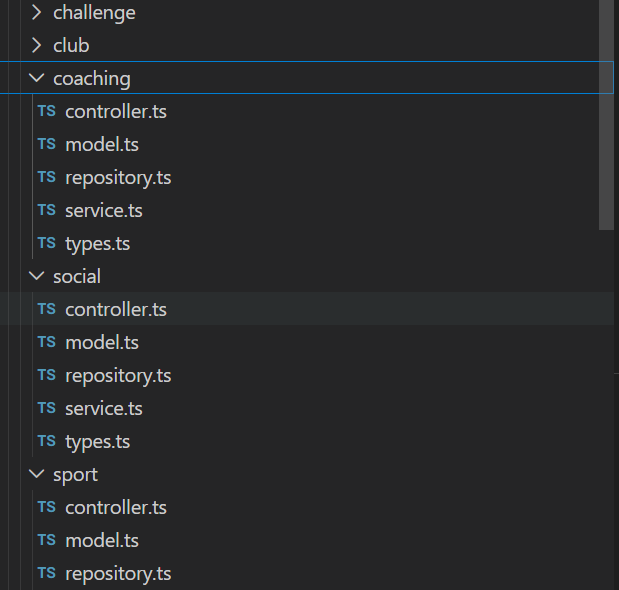 challenge
club
coaching
TS controller.ts
TS model.ts
TS repository.ts
TS service.ts
TS types.ts
social
TS controller.ts
TS model.ts
TS repository.ts
TS service.ts
TS types.ts
sport
TS controller.ts
TS model.ts
TS repository.ts